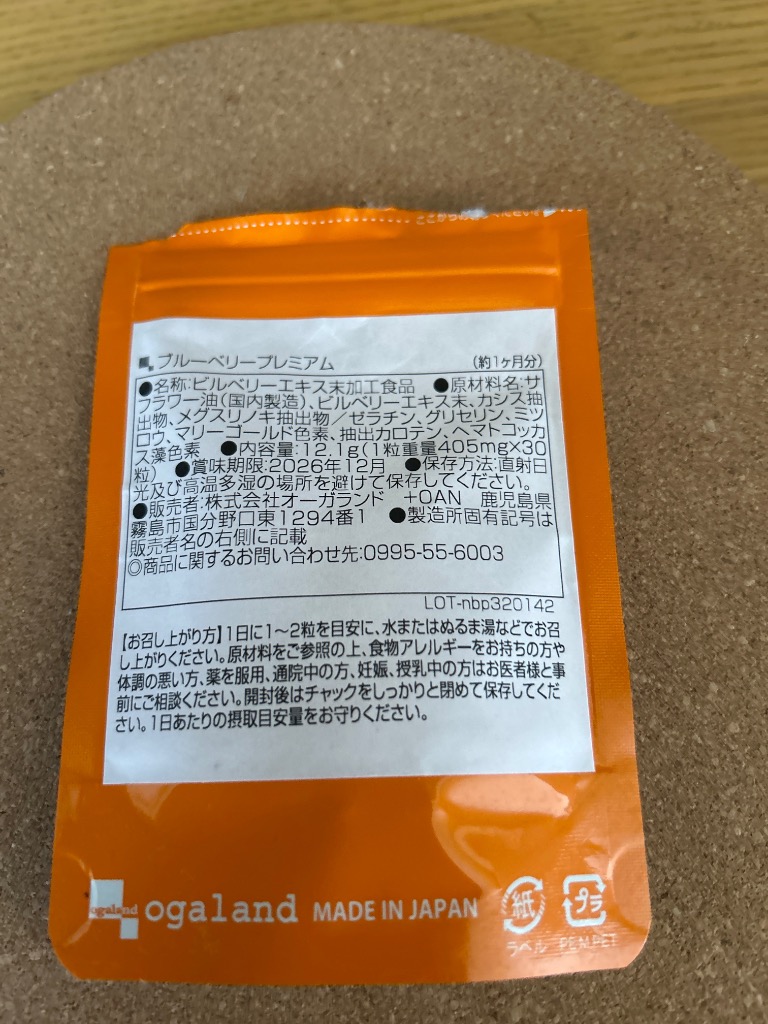 ここからの
ブルーベリープレミアム (約1ヶ月分)
●名称:ビルベリーエキス末加工食品 ●原材料名:サ
フラワー油(国内製造)、ビルベリーエキス末、カシス抽
出物、メグスリノキ抽出物/ゼラチン、グリセリン、ミツ
ロウ、マリーゴールド色素、抽出カロテン、ヘマトコッカ
ス藻色素 ●内容量:12.1g(1粒重量405mg×30
粒) ●賞味期限:2026年12月 ●保存方法:直射日
光及び高温多湿の場所を避けて保存してください。
●販売者:株式会社オーガランド +OAN 鹿児島県
霧島市国分野口東1294番1 ●製造所固有記号は
販売者名の右側に記載
◎商品に関するお問い合わせ先:0995-55-6003
LOT-nbp320142
【お召し上がり方】1日に1〜2粒を目安に、水またはぬるま湯などでお召
し上がりください。原材料をご参照の上、食物アレルギーをお持ちの方や
体調の悪い方、薬を服用、通院中の方、妊娠、授乳中の方はお医者様と事
前にご相談ください。開封後はチャックをしっかりと閉めて保存してくだ
さい。1日あたりの摂取目安量をお守りください。
ogaland ogaland MADE IN JAPAN 紙 プラ
ラベル PE,M,PET